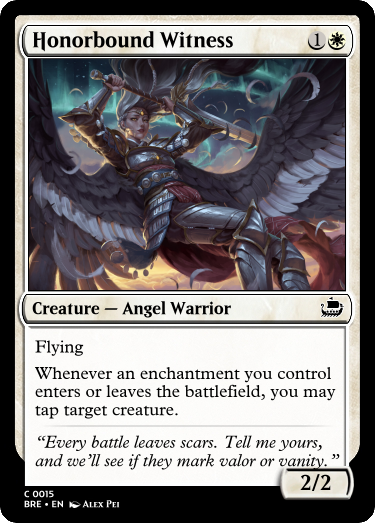 Honorbound Witness 1
Creature — Angel Warrior
Flying
Whenever an enchantment you control
enters or leaves the battlefield, you may
tap target creature.
“Every battle leaves scars. Tell me yours,
and we’ll see if they mark valor or vanity.”
2/2
C 0015
BRE • EN Alex Pei